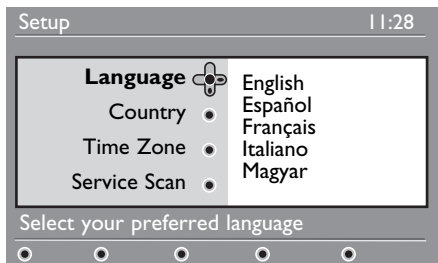 Setup 11:28
Language
Country
Time Zone
Service Scan
English
Español
Français
Italiano
Magyar
Select your preferred language